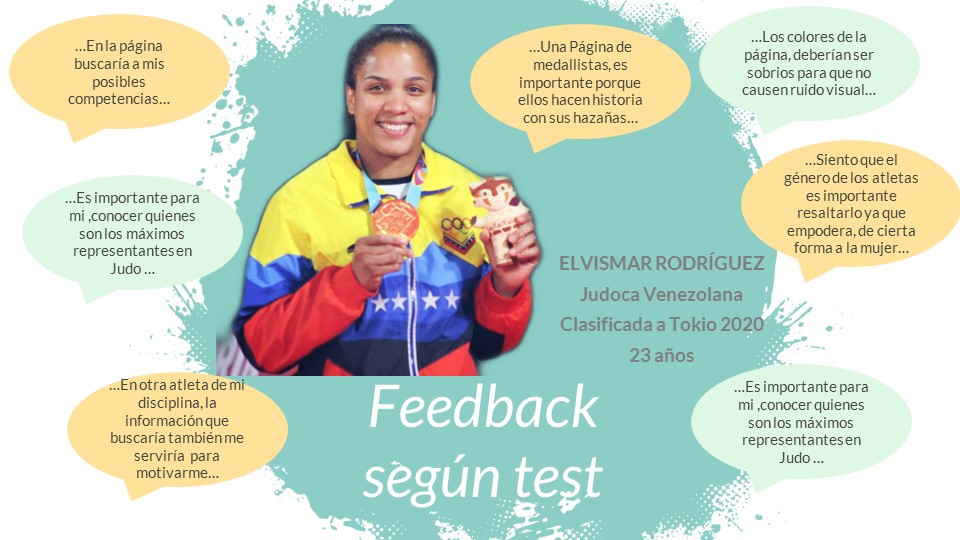 ...En la página
buscaría a mis
posibles
competencias...
...Una Página de
medallistas, es
importante porque
ellos hacen historia
con sus hazañas...
...Los colores de la
página, deberían ser
sobrios para que no
causen ruido visual...
...Siento que el
género de los atletas
es importante
resaltarlo ya que
empodera, de cierta
forma a la mujer...
...Es importante para
mi ,conocer quienes
son los máximos
representantes en
Judo ...
ELVISMAR RODRÍGUEZ
Judoca Venezolana
Clasificada a Tokio 2020
23 años
...En otra atleta de mi
disciplina, la
información que
buscaría también me
serviría para
motivarme...
Feedback
según test
...Es importante para
mi ,conocer quienes
son los máximos
representantes en
Judo ...